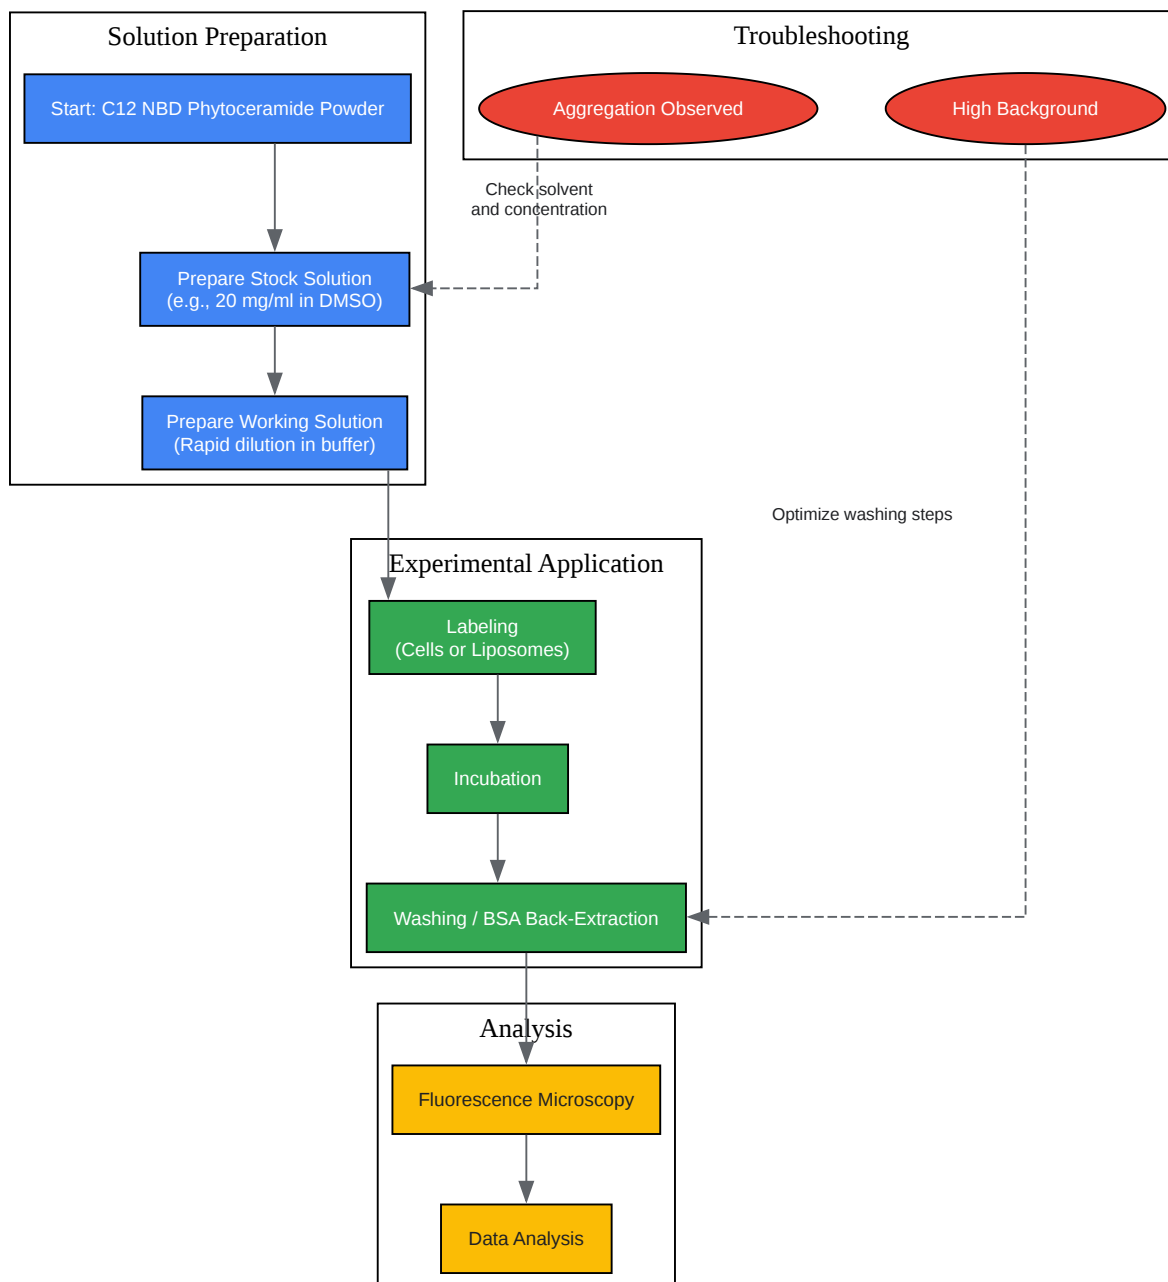 Solution Preparation
Start: C12 NBD Phytoceramide Powder
Prepare Stock Solution
(e.g., 20 mg/ml in DMSO)
Prepare Working Solution
(Rapid dilution in buffer)
Troubleshooting
Aggregation Observed
High Background
Check solvent
and concentration
Optimize washing steps
Experimental Application
Labeling
(Cells or Liposomes)
Incubation
Washing / BSA Back-Extraction
Analysis
Fluorescence Microscopy
Data Analysis